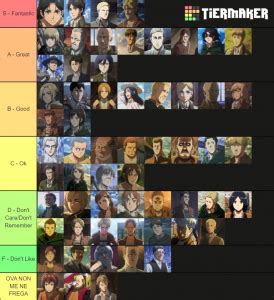 S - Fantastic
TIERMAKER
A - Great
B - Good
C - Ok
D - Don't
Care/Don't
Remember
F - Don't Like
OVA NON
ME NE
FREGA